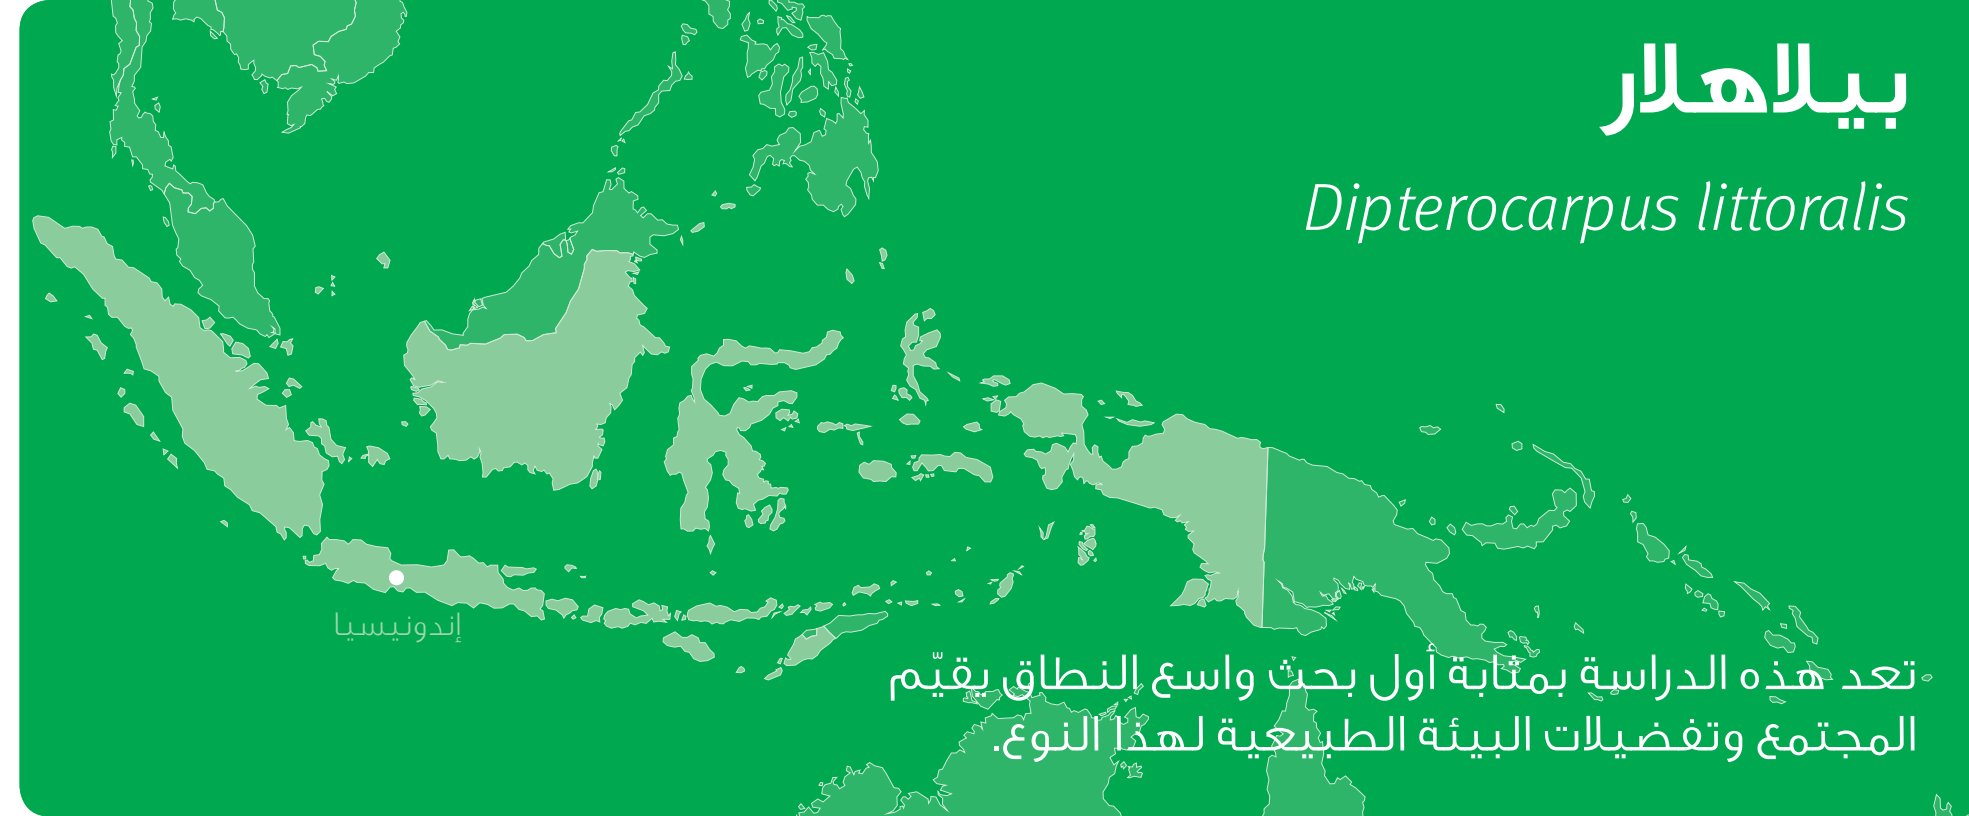 بيلاهلار
Dipterocarpus littoralis
إندونيسيا
تعد هذه الدراسة بمثابة أول بحث واسع النطاق يقيّم
المجتمع وتفضيلات البيئة الطبيعية لهذا النوع.